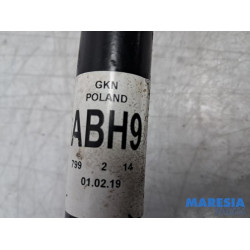 GKN
POLAND
ABH9
799 2 14
01.02.19
MARESIA